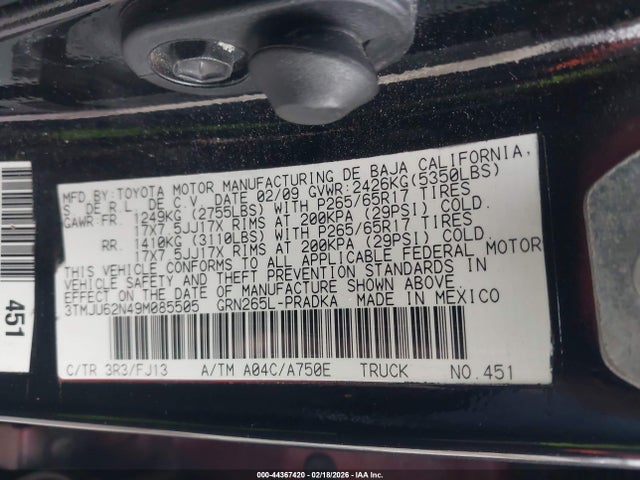 MFD.BY:TOYOTA MOTOR MANUFACTURING DE BAJA CALIFORNIA,
S. DE R.L. DE C.V. DATE 02/09 GVWR:2426KG(5350LBS)
GAWR-FR. 1249KG (2755LBS) WITH P265/65R17 TIRES
17X7.5JJ17X RIMS AT 200KPA (29PSI) COLD.
RR. 1410KG (3110LBS) WITH P265/65R17 TIRES
17X7.5JJ17X RIMS AT 200KPA (29PSI) COLD.
THIS VEHICLE CONFORMS TO ALL APPLICABLE FEDERAL MOTOR
VEHICLE SAFETY AND THEFT PREVENTION STANDARDS IN
EFFECT ON THE DATE OF MANUFACTURE SHOWN ABOVE.
3TMJU62N49M085505 GRN265L-PRADKA MADE IN MEXICO
C/TR 3R3/FJ13 A/TM A04C/A750E TRUCK NO.451
451
000-44367420 - 02/18/2026 - IAA Inc.